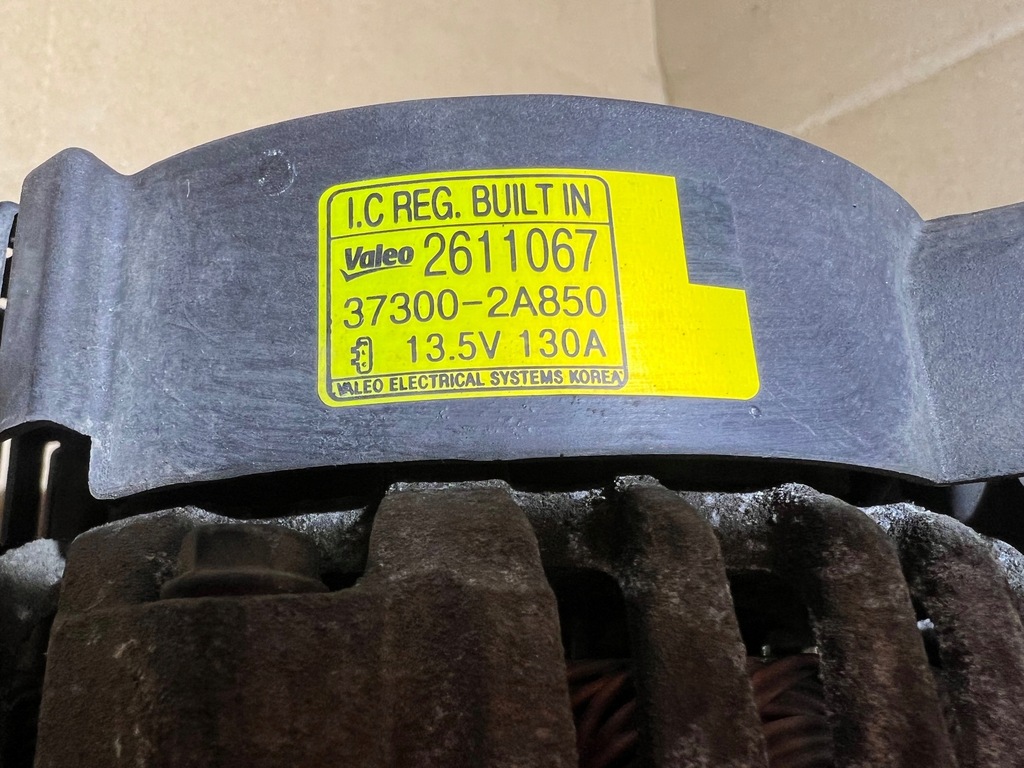 I.C REG. BUILT IN
Valeo 2611067
37300-2A850
13.5V 130A
VALEO ELECTRICAL SYSTEMS KOREA